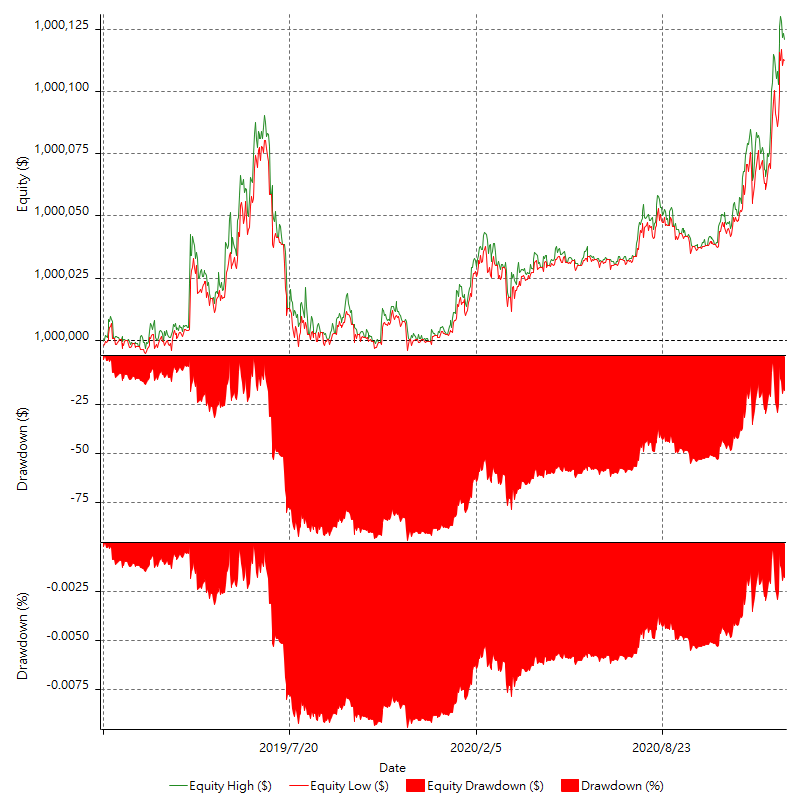 1,000,125
1,000,100
1,000,075
1,000,050
1,000,025
1,000,000
Equity ($)
-25
-50
-75
Drawdown ($)
-0.0025
-0.0050
-0.0075
Drawdown (%)
2019/7/20 2020/2/5 2020/8/23
Date
Equity High ($) Equity Low ($) Equity Drawdown ($) Drawdown (%)